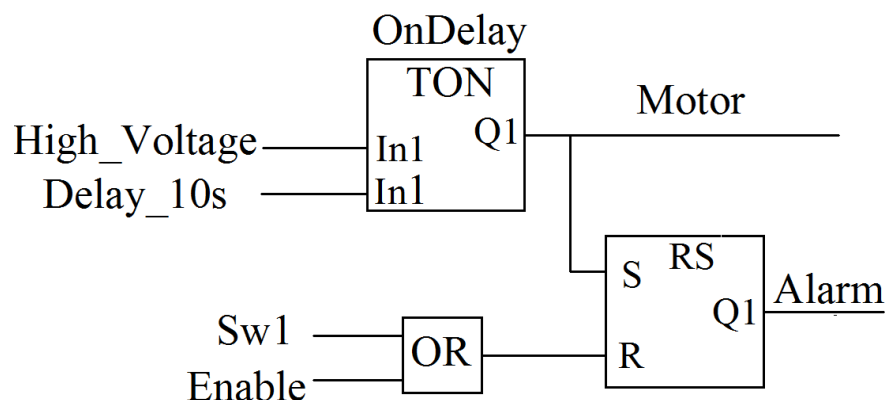 OnDelay
TON
Motor
High_Voltage
In1
Q1
Delay_10s
In1
RS
S
Alarm
Q1
Sw1
OR
R
Enable